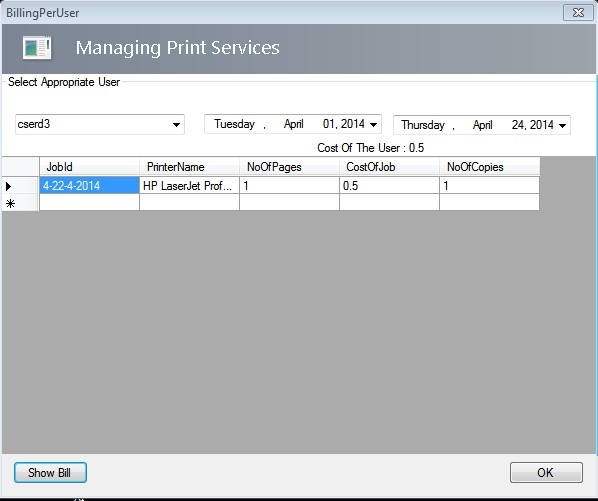 BillingPerUser
Managing Print Services
Select Appropriate User
cserd3 Tuesday , April 01, 2014 Thursday , April 24, 2014
Cost Of The User : 0.5
JobId PrinterName NoOfPages CostOfJob NoOfCopies
4-22-4-2014 HP LaserJet Prof... 1 0.5 1
Show Bill OK